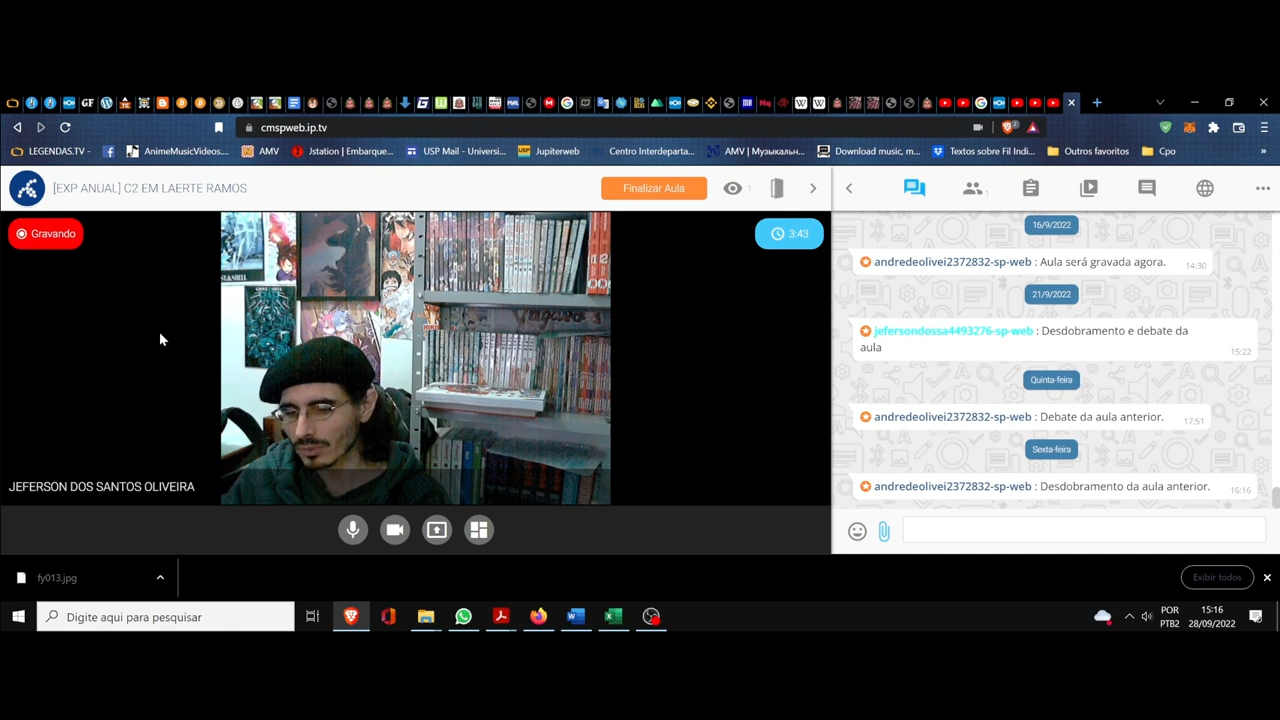 cmspweb.ip.tv
LEGENDAS.TV -
AnimeMusicVideos....
AMV
Jstation | Embarque...
USP Mail - Universi...
Jupiterweb
Centro Interdeparta...
AMV | Музыкальн...
Download music, m...
Textos sobre Fil Indi...
Outros favoritos
Cpo
»
[EXP ANUAL] C2 EM LAERTE RAMOS
Finalizar Aula
1
1
Gravando
3:43
JEFERSON DOS SANTOS OLIVEIRA
16/9/2022
andredeolivei2372832-sp-web : Aula será gravada agora.
14:30
21/9/2022
jefersondossa4493276-sp-web : Desdobramento e debate da
aula
15:22
Quinta-feira
andredeolivei2372832-sp-web : Debate da aula anterior.
17:51
Sexta-feira
andredeolivei2372832-sp-web : Desdobramento da aula anterior.
16:16
fy013.jpg
Exibir todos
Digite aqui para pesquisar
POR
PTB2
15:16
28/09/2022